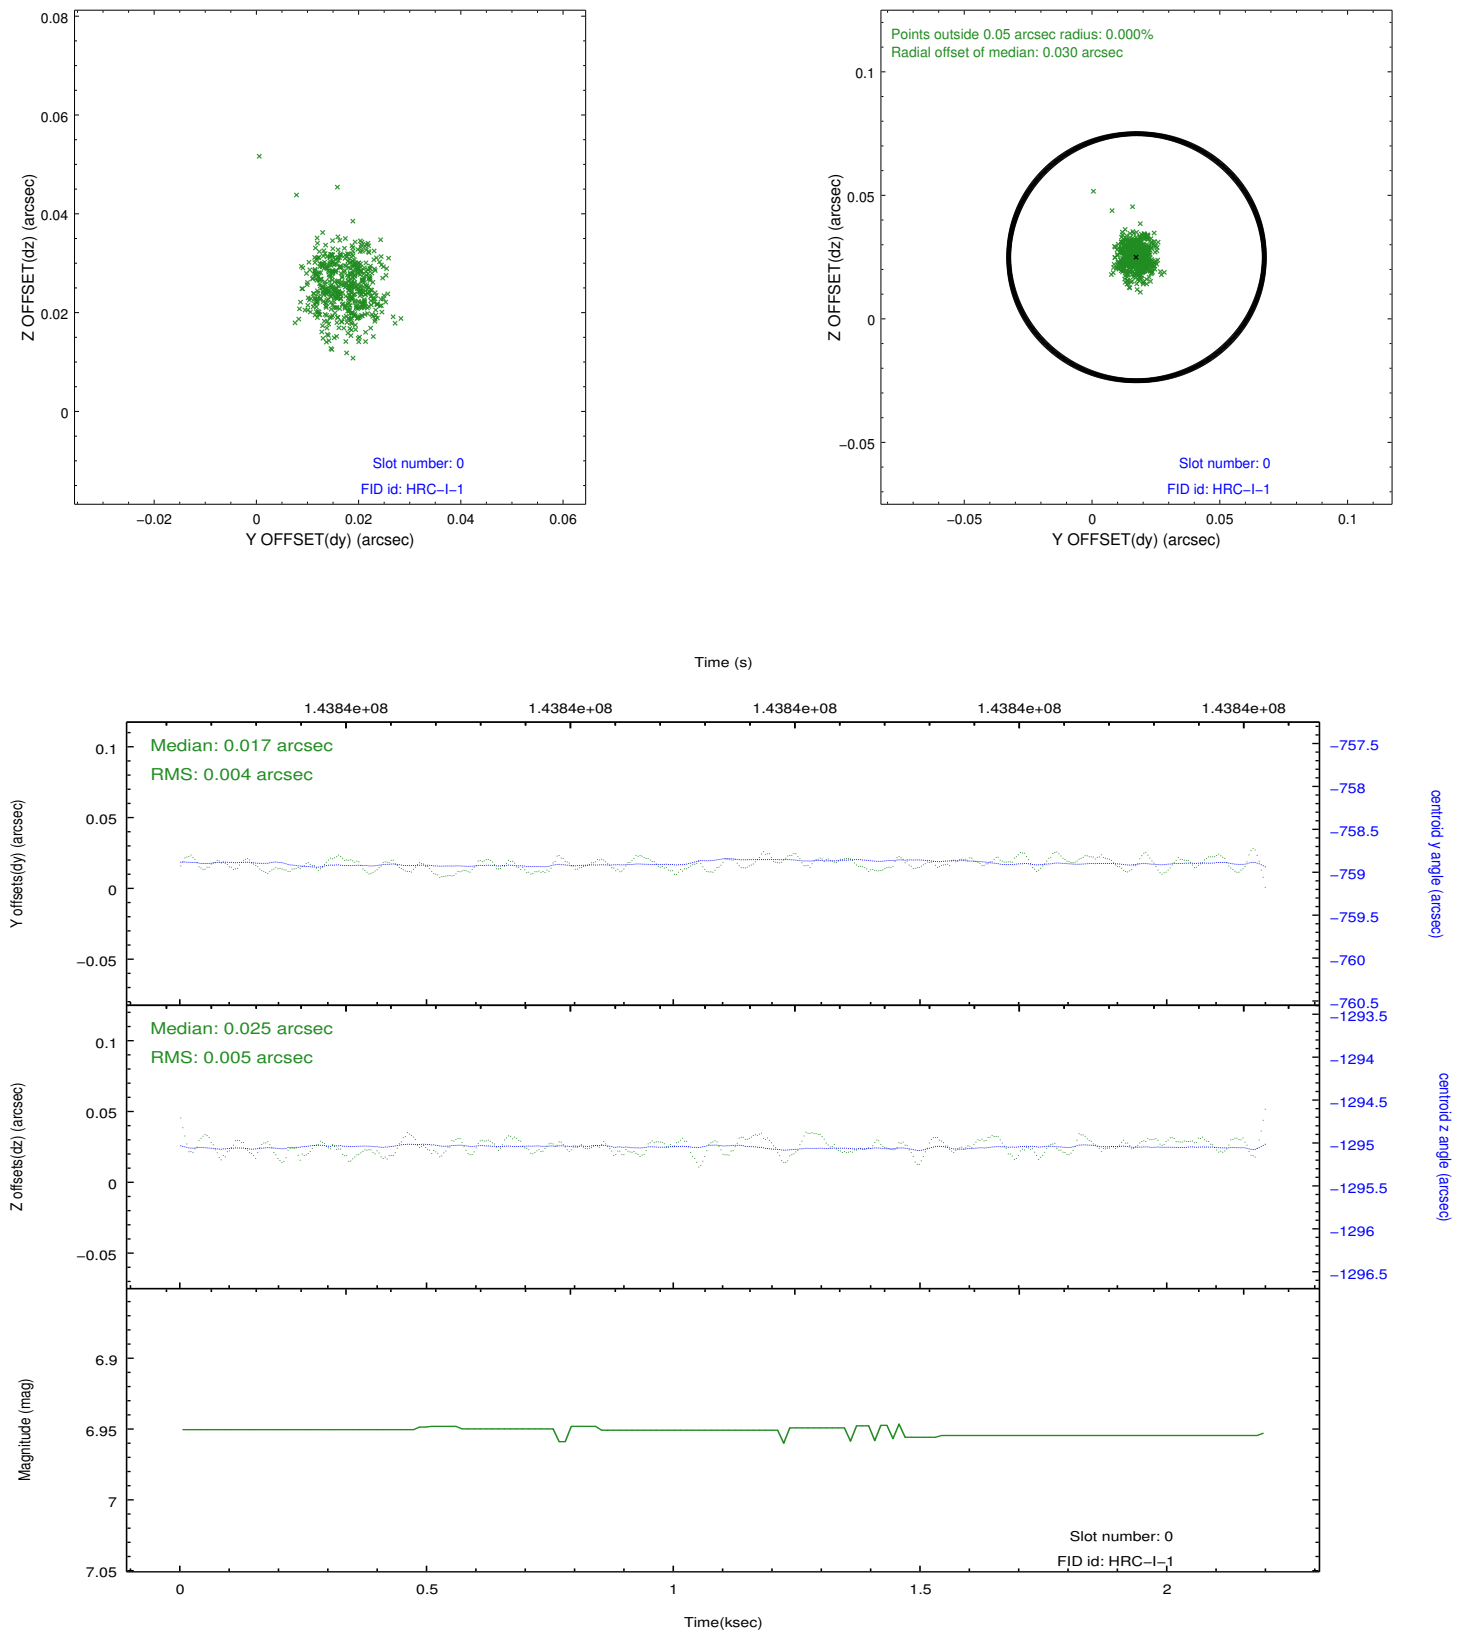 0.08
0.06
0.04
0.02
0
Z OFFSET(dz) (arcsec)
Slot number: 0
FID id: HRC−I−1
−0.02
0
0.02
0.04
0.06
Y OFFSET(dy) (arcsec)
Points outside 0.05 arcsec radius: 0.000%
Radial offset of median: 0.030 arcsec
0.1
0.05
0
−0.05
Z OFFSET(dz) (arcsec)
Slot number: 0
FID id: HRC−I−1
−0.05
0
0.05
0.1
Y OFFSET(dy) (arcsec)
Time (s)
1.4384e+08
1.4384e+08
1.4384e+08
1.4384e+08
1.4384e+08
Median: 0.017 arcsec
RMS: 0.004 arcsec
0.1
0.05
0
−0.05
Y offsets(dy) (arcsec)
−757.5
−758
−758.5
−759
−759.5
−760
−760.5
centroid y angle (arcsec)
Median: 0.025 arcsec
RMS: 0.005 arcsec
0.1
0.05
0
−0.05
Z offsets(dz) (arcsec)
−1293.5
−1294
−1294.5
−1295
−1295.5
−1296
−1296.5
centroid z angle (arcsec)
6.9
6.95
7
7.05
Magnitude (mag)
Slot number: 0
FID id: HRC−I−1
0
0.5
1
1.5
2
Time(ksec)